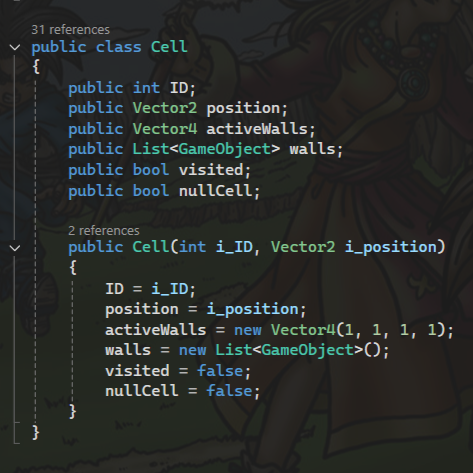 31 references
public class Cell
{
public int ID;
public Vector2 position;
public Vector4 activeWalls;
public List<GameObject> walls;
public bool visited;
public bool nullCell;
2 references
public Cell(int i_ID, Vector2 i_position)
{
ID = i_ID;
position = i_position;
activeWalls = new Vector4(1, 1, 1, 1);
walls = new List<GameObject>();
visited = false;
nullCell = false;
}
}